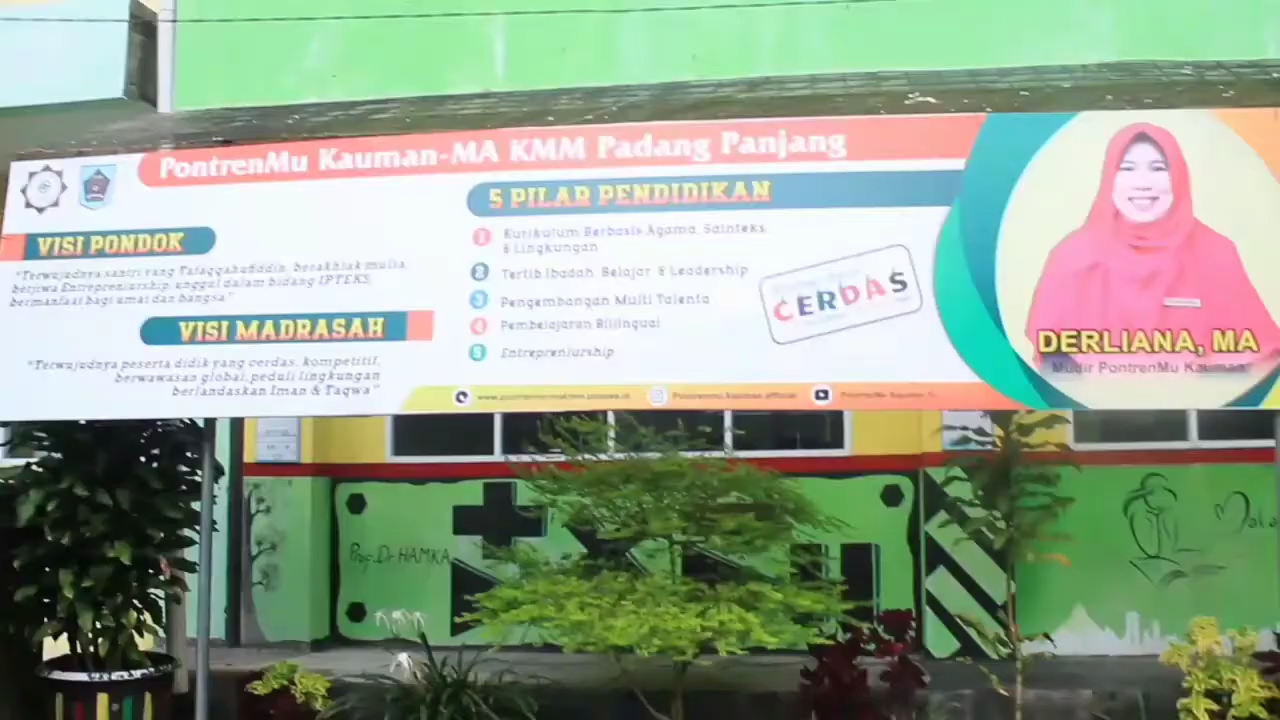 PontrenMu Kauman-MA KMM Padang Panjang
VISI PONDOK
"Terwujudnya santri yang Tafaqqahufiddin, berakhlak mulia,
berjiwa Entrepreniurship, unggul dalam bidang IPTEKS,
bermanfaat bagi umat dan bangsa"
VISI MADRASAH
"Terwujudnya peserta didik yang cerdas, kompetitif,
berwawasan global, peduli lingkungan
berlandaskan Iman & Taqwa"
5 PILAR PENDIDIKAN
1 Kurikulum Berbasis Agama, Sainteks,
& Lingkungan
2 Tertib Ibadah, Belajar & Leadership
3 Pengembangan Multi Talenta
4 Pembelajaran Bilingual
5 Entrepreniurship
CERDAS
DERLIANA, MA
Mudir PontrenMu Kauman
Prof. Dr HAMKA